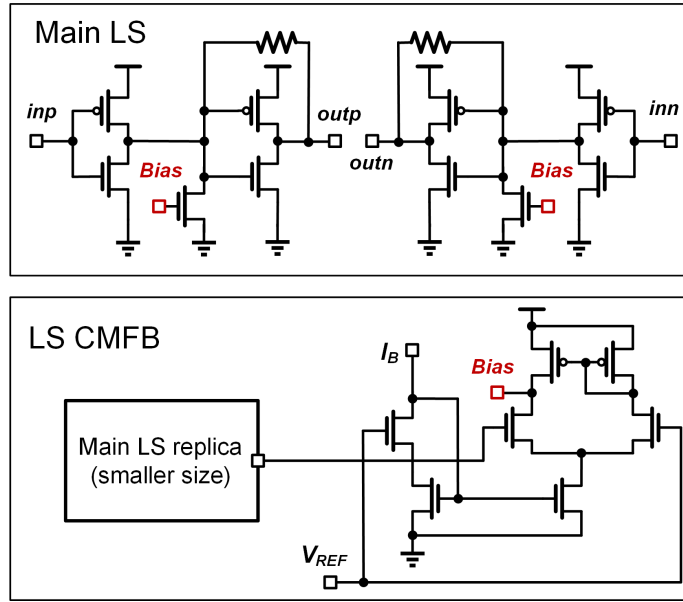 Main LS
inp
outp
inn
outn
Bias
Bias
LS CMFB
I_B
Bias
Main LS replica
(smaller size)
V_REF